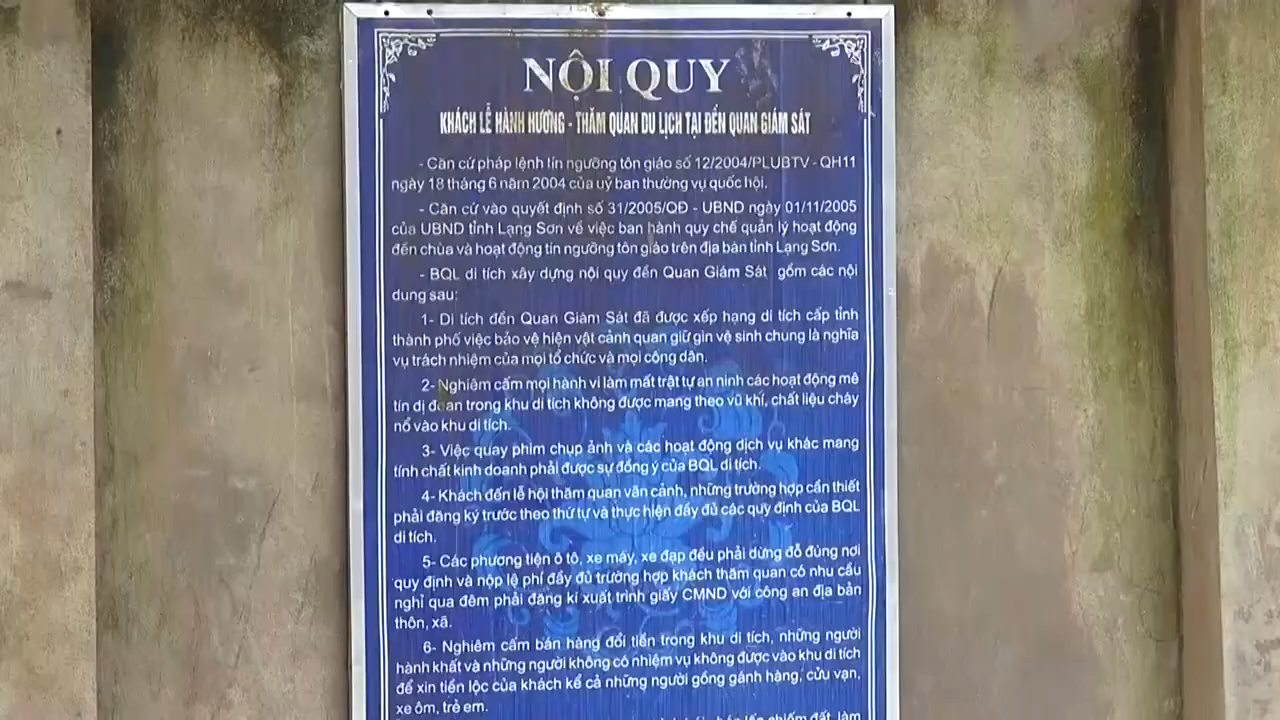 NỘI QUY
KHÁCH LỄ HÀNH HƯƠNG - THĂM QUAN DU LỊCH TẠI ĐỀN QUAN GIÁM SÁT
- Căn cứ pháp lệnh tín ngưỡng tôn giáo số 12/2004/PLUBTV - QH11
ngày 18 tháng 6 năm 2004 của uỷ ban thường vụ quốc hội.
- Căn cứ vào quyết định số 31/2005/QĐ - UBND ngày 01/11/2005
của UBND tỉnh Lạng Sơn về việc ban hành quy chế quản lý hoạt động
đền chùa và hoạt động tín ngưỡng tôn giáo trên địa bàn tỉnh Lạng Sơn.
- BQL di tích xây dựng nội quy đền Quan Giám Sát gồm các nội
dung sau:
1- Di tích đền Quan Giám Sát đã được xếp hạng di tích cấp tỉnh
thành phố việc bảo vệ hiện vật cảnh quan giữ gìn vệ sinh chung là nghĩa
vụ trách nhiệm của mọi tổ chức và mọi công dân.
2- Nghiêm cấm mọi hành vi làm mất trật tự an ninh các hoạt động mê
tín dị đoan trong khu di tích không được mang theo vũ khí, chất liệu cháy
nổ vào khu di tích.
3- Việc quay phim chụp ảnh và các hoạt động dịch vụ khác mang
tính chất kinh doanh phải được sự đồng ý của BQL di tích.
4- Khách đến lễ hội thăm quan vãn cảnh, những trường hợp cần thiết
phải đăng ký trước theo thứ tự và thực hiện đầy đủ các quy định của BQL
di tích.
5- Các phương tiện ô tô, xe máy, xe đạp đều phải dừng đỗ đúng nơi
quy định và nộp lệ phí đầy đủ trường hợp khách thăm quan có nhu cầu
nghỉ qua đêm phải đăng kí xuất trình giấy CMND với công an địa bàn
thôn, xã.
6- Nghiêm cấm bán hàng đổi tiền trong khu di tích, những người
hành khất và những người không có nhiệm vụ không được vào khu di tích
để xin tiền lộc của khách kể cả những người gồng gánh hàng, cửu vạn,
xe ôm, trẻ em.
lấn chiếm đất, làm